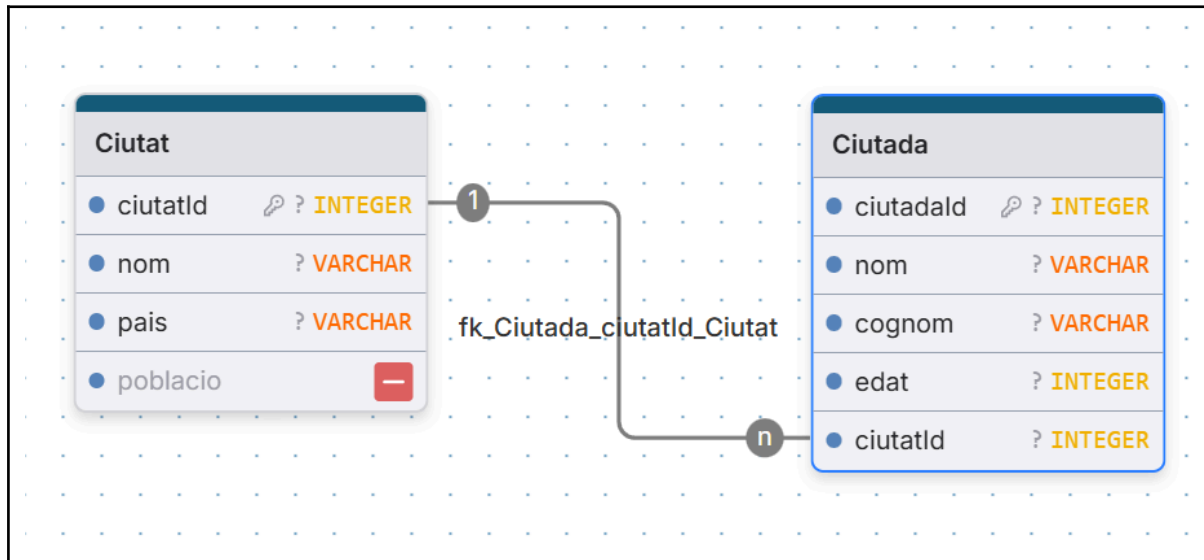 Ciutat
ciutatId ? INTEGER
nom ? VARCHAR
pais ? VARCHAR
poblacio
1
fk_Ciutada_ciutatId_Ciutat
n
Ciutada
ciutadaId ? INTEGER
nom ? VARCHAR
cognom ? VARCHAR
edat ? INTEGER
ciutatId ? INTEGER